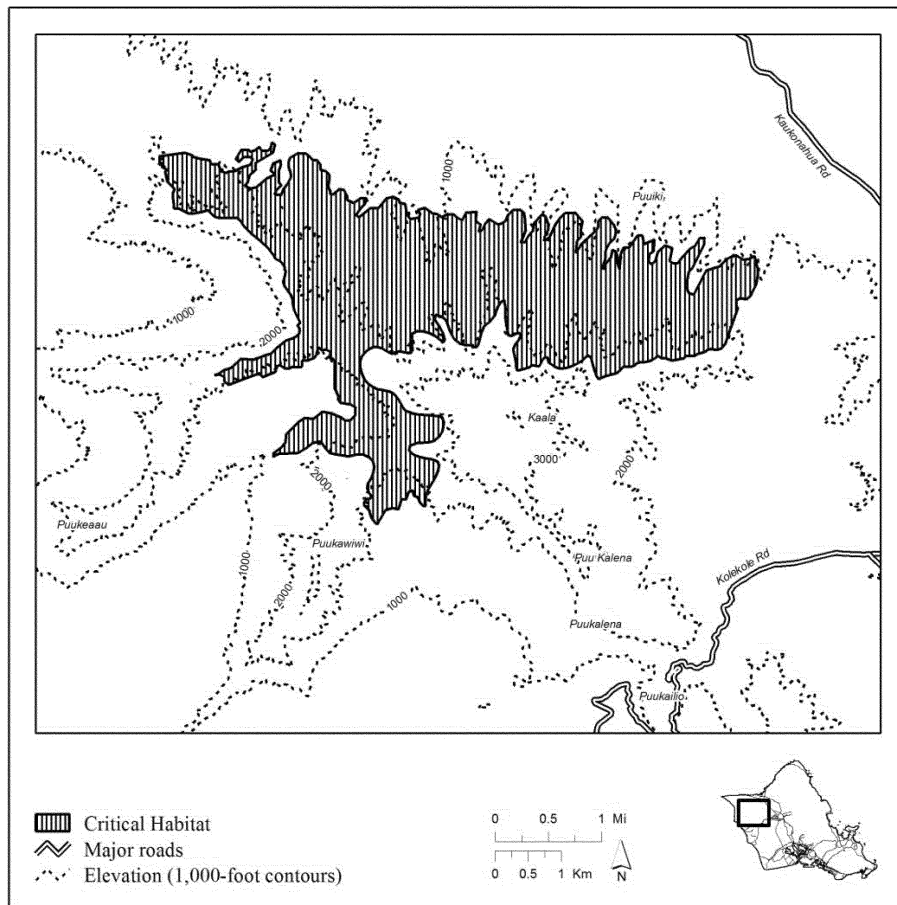 Kaukonahua Rd
1000
Puuiki
1000
2000
Kaala
3000
2000
2000
Puukeaau
Puukawiwi
1000
2000
1000
Puu Kalena
Kolekole Rd
Puukalena
Puukailio
Critical Habitat
Major roads
Elevation (1,000-foot contours)
0 0.5 1 Mi
0 0.5 1 Km
N